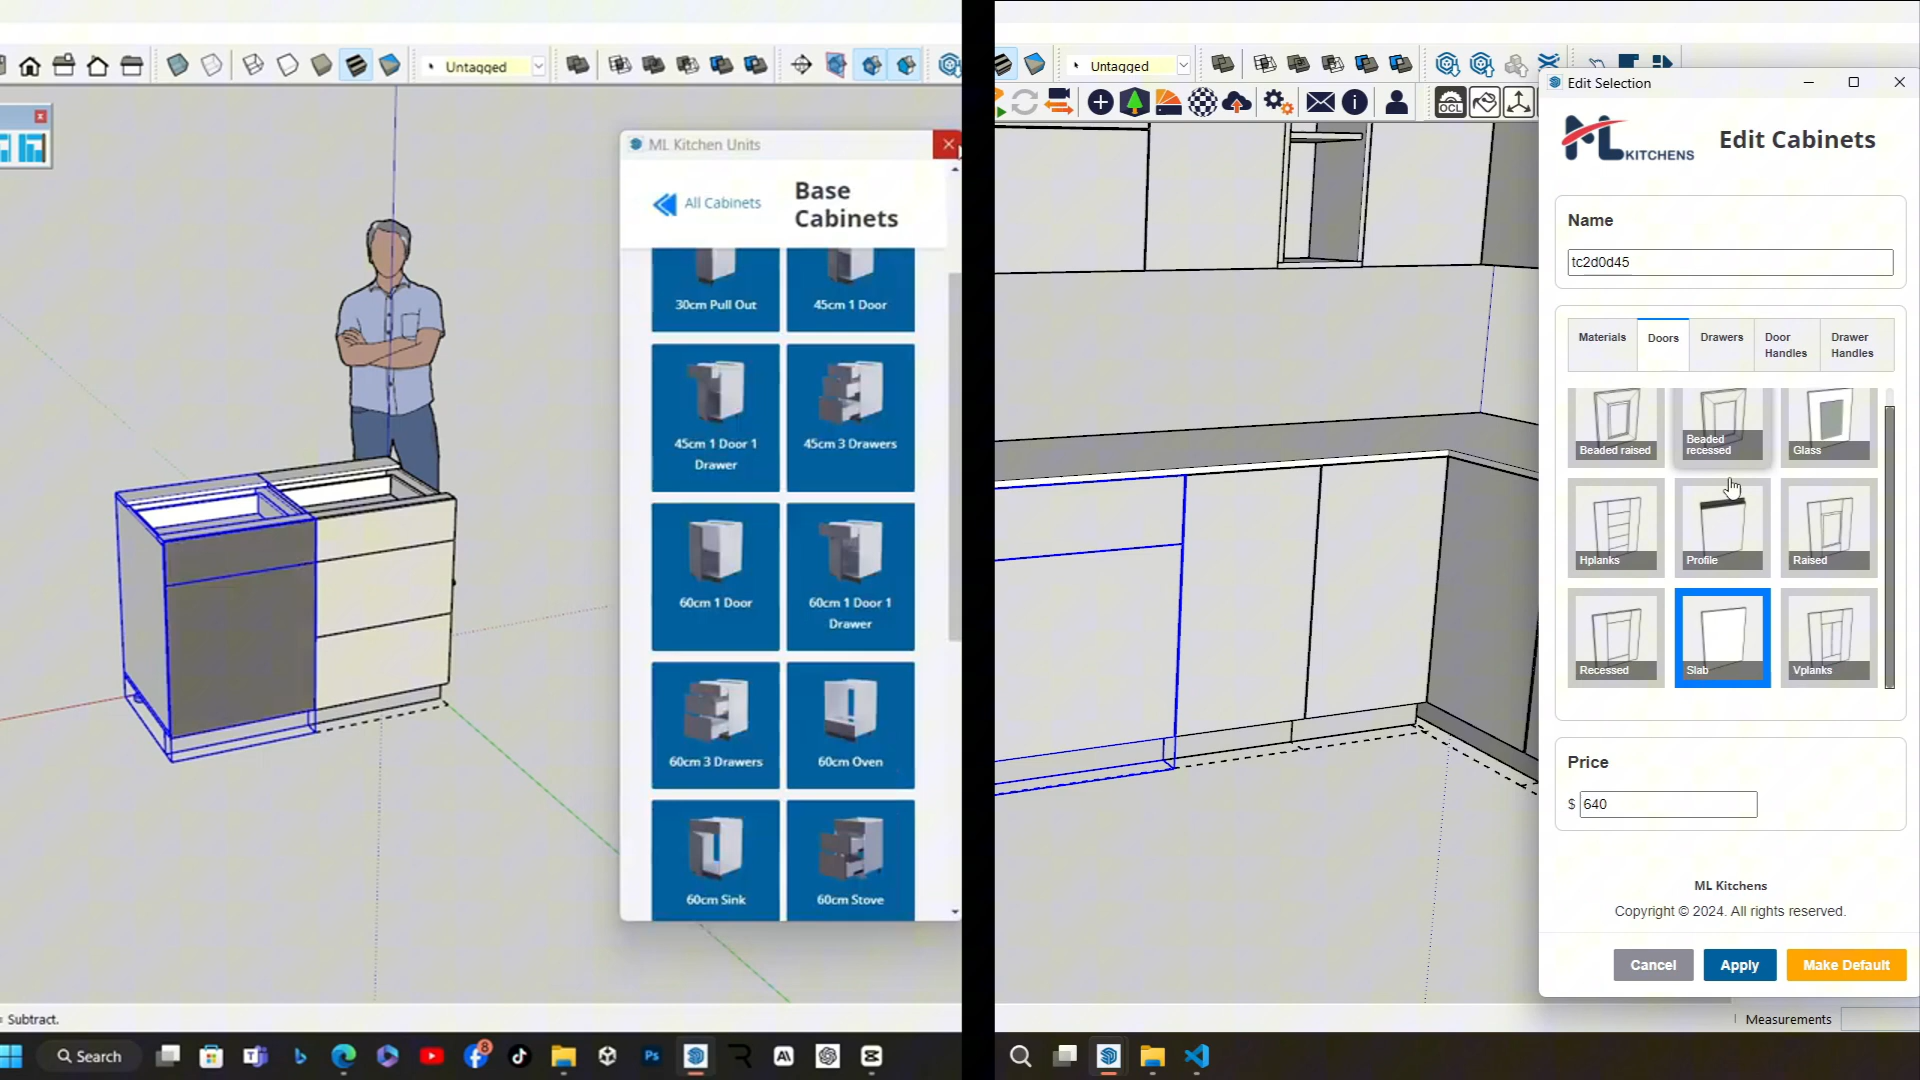 Untagged
ML Kitchen Units
All Cabinets
Base
Cabinets
30cm Pull Out
45cm 1 Door
45cm 1 Door 1
Drawer
45cm 3 Drawers
60cm 1 Door
60cm 1 Door 1
Drawer
60cm 3 Drawers
60cm Oven
60cm Sink
60cm Stove
= Subtract.
Search
8
Ps
Untagged
OCL
Edit Selection
ML KITCHENS
Edit Cabinets
Name
tc2d0d45
Materials
Doors
Drawers
Door
Handles
Drawer
Handles
Beaded raised
Beaded
recessed
Glass
Hplanks
Profile
Raised
Recessed
Slab
Vplanks
Price
$ 640
ML Kitchens
Copyright © 2024. All rights reserved.
Cancel
Apply
Make Default
Measurements